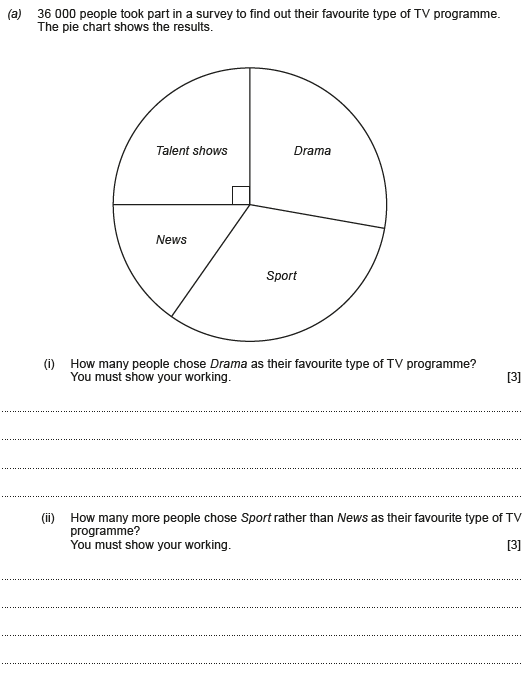 (a) 36 000 people took part in a survey to find out their favourite type of TV programme.
The pie chart shows the results.
Talent shows
Drama
News
Sport
(i) How many people chose Drama as their favourite type of TV programme?
You must show your working. [3]
(ii) How many more people chose Sport rather than News as their favourite type of TV
programme?
You must show your working. [3]